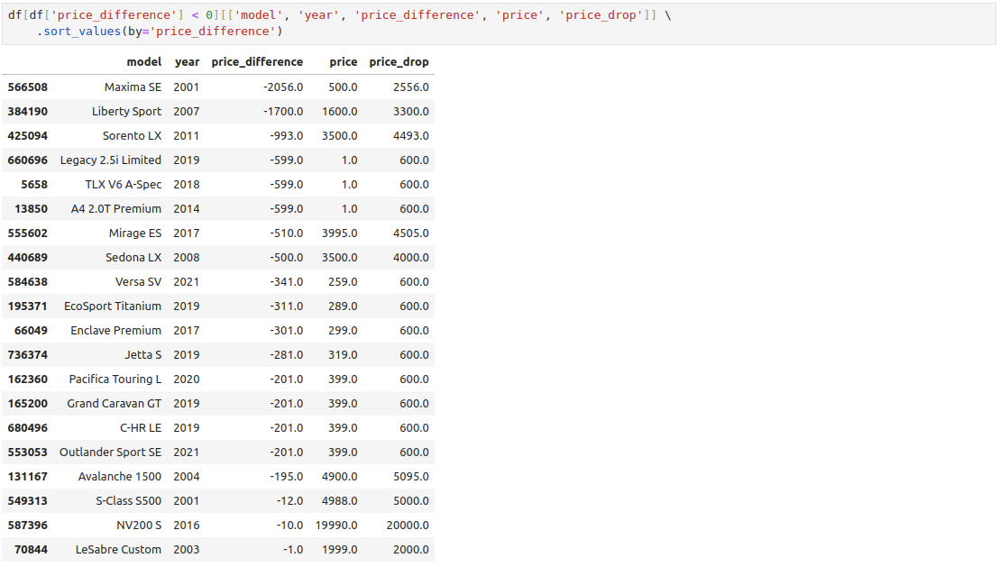 df[df['price_difference'] < 0][['model', 'year', 'price_difference', 'price', 'price_drop']] \
.sort_values(by='price_difference')
model year price_difference price price_drop
566508 Maxima SE 2001 -2056.0 500.0 2556.0
384190 Liberty Sport 2007 -1700.0 1600.0 3300.0
425094 Sorento LX 2011 -993.0 3500.0 4493.0
660696 Legacy 2.5i Limited 2019 -599.0 1.0 600.0
5658 TLX V6 A-Spec 2018 -599.0 1.0 600.0
13850 A4 2.0T Premium 2014 -599.0 1.0 600.0
555602 Mirage ES 2017 -510.0 3995.0 4505.0
440689 Sedona LX 2008 -500.0 3500.0 4000.0
584638 Versa SV 2021 -341.0 259.0 600.0
195371 EcoSport Titanium 2019 -311.0 289.0 600.0
66049 Enclave Premium 2017 -301.0 299.0 600.0
736374 Jetta S 2019 -281.0 319.0 600.0
162360 Pacifica Touring L 2020 -201.0 399.0 600.0
165200 Grand Caravan GT 2019 -201.0 399.0 600.0
680496 C-HR LE 2019 -201.0 399.0 600.0
553053 Outlander Sport SE 2021 -201.0 399.0 600.0
131167 Avalanche 1500 2004 -195.0 4900.0 5095.0
549313 S-Class S500 2001 -12.0 4988.0 5000.0
587396 NV200 S 2016 -10.0 19990.0 20000.0
70844 LeSabre Custom 2003 -1.0 1999.0 2000.0